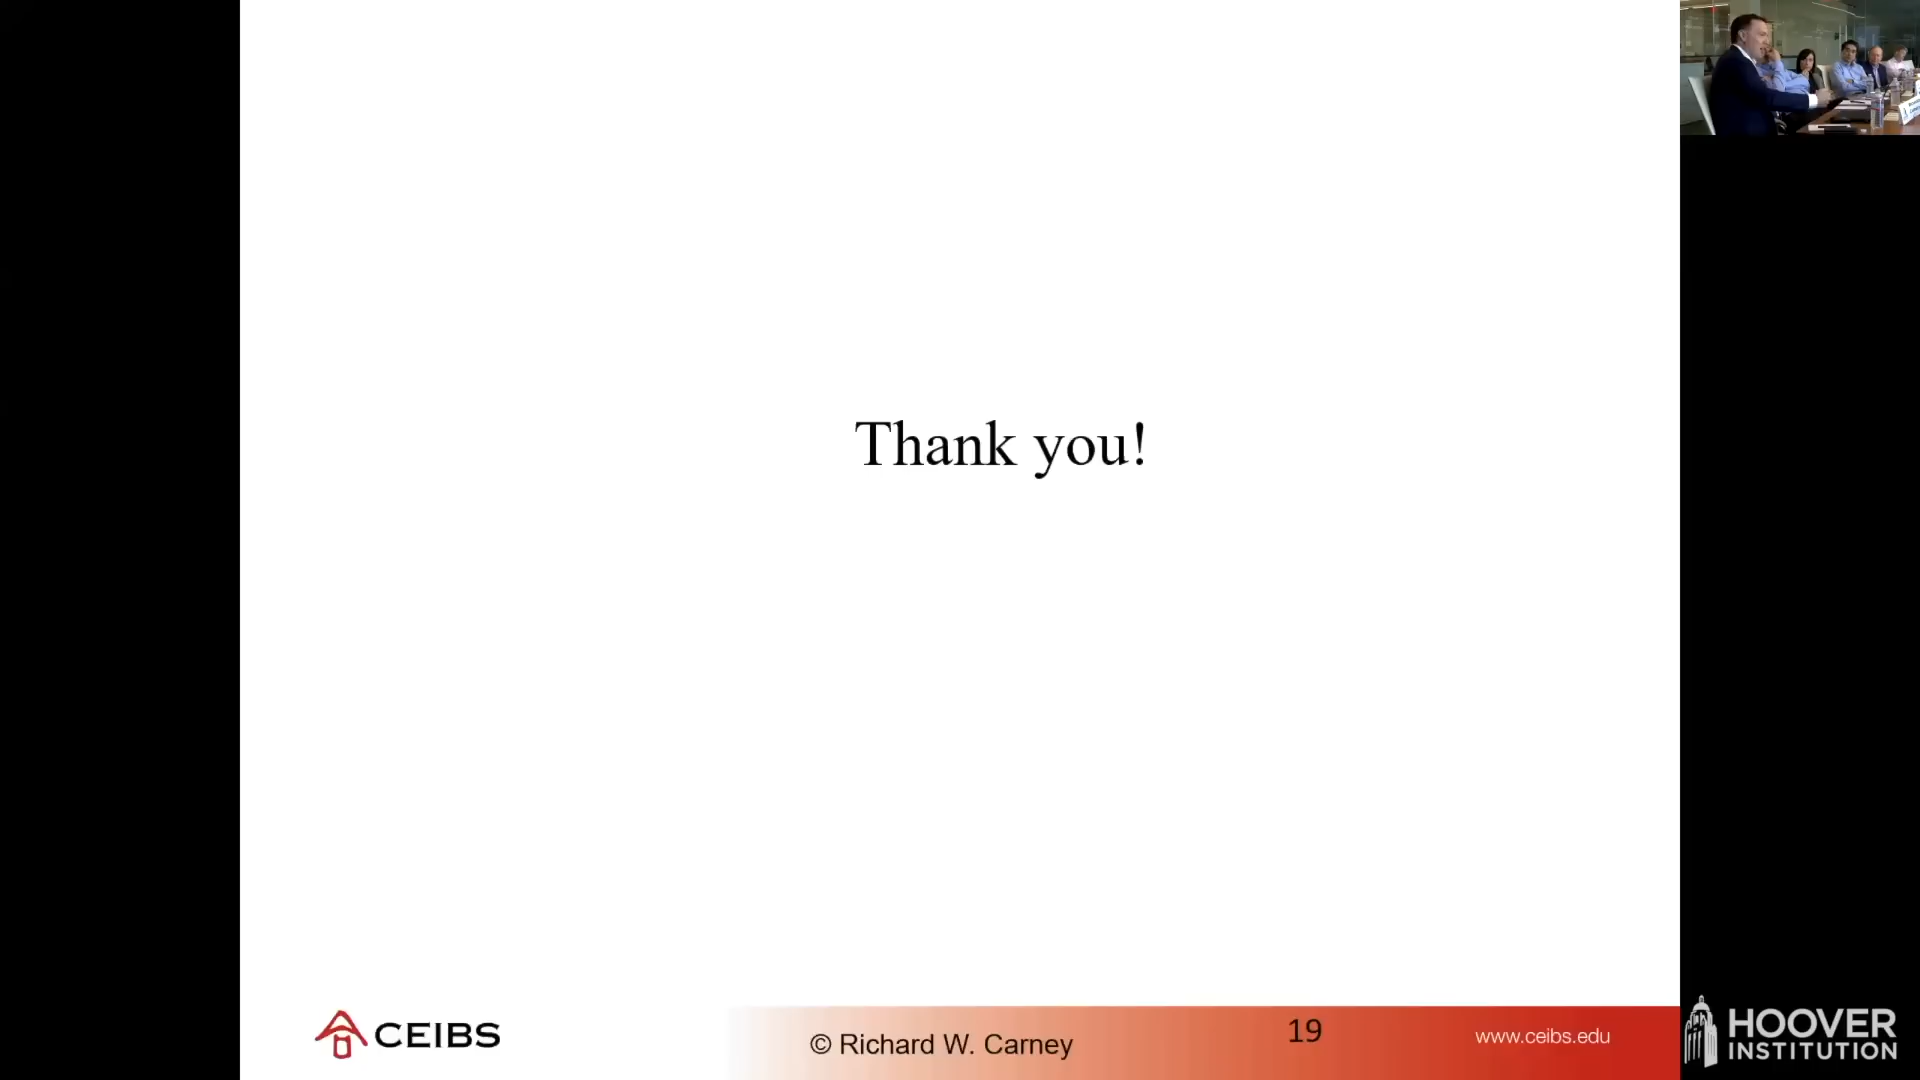 Thank you!
CEIBS
© Richard W. Carney
19
www.ceibs.edu
HOOVER
INSTITUTION